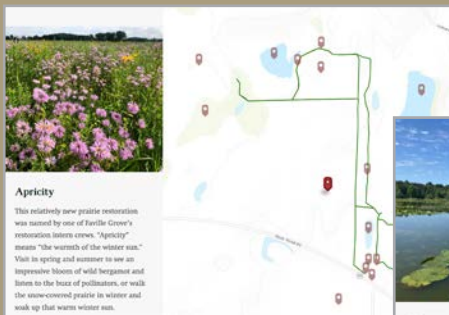 Apricity
This relatively new prairie restoration
was named by one of Faville Grove's
restoration intern crews. "Apricity"
means "the warmth of the winter sun."
Visit in spring and summer to see an
impressive bloom of wild bergamot and
listen to the buzz of pollinators, or walk
the snow-covered prairie in winter and
soak up that warm winter sun.